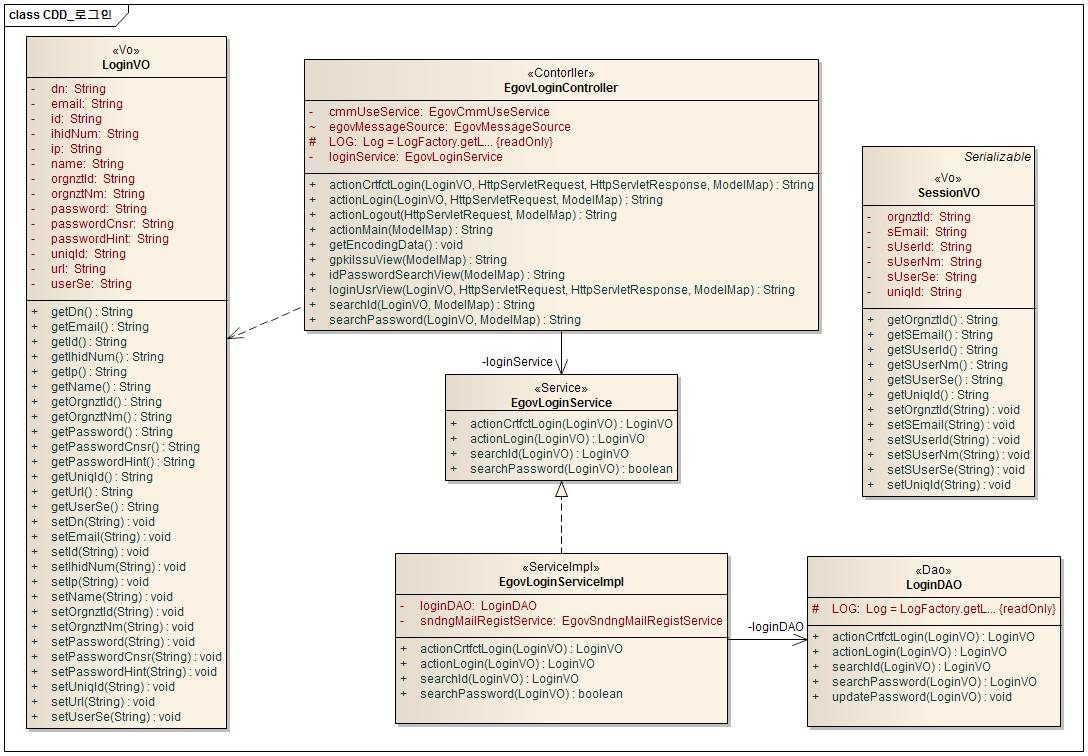 class CDD_로그인
«Vo»
LoginVO
- dn: String
- email: String
- id: String
- ihidNum: String
- ip: String
- name: String
- orgnztId: String
- orgnztNm: String
- password: String
- passwordCnsr: String
- passwordHint: String
- uniqId: String
- url: String
- userSe: String
+ getDn() : String
+ getEmail() : String
+ getId() : String
+ getIhidNum() : String
+ getIp() : String
+ getName() : String
+ getOrgnztId() : String
+ getOrgnztNm() : String
+ getPassword() : String
+ getPasswordCnsr() : String
+ getPasswordHint() : String
+ getUniqId() : String
+ getUrl() : String
+ getUserSe() : String
+ setDn(String) : void
+ setEmail(String) : void
+ setId(String) : void
+ setIhidNum(String) : void
+ setIp(String) : void
+ setName(String) : void
+ setOrgnztId(String) : void
+ setOrgnztNm(String) : void
+ setPassword(String) : void
+ setPasswordCnsr(String) : void
+ setPasswordHint(String) : void
+ setUniqId(String) : void
+ setUrl(String) : void
+ setUserSe(String) : void
«Contorller»
EgovLoginController
- cmmUseService: EgovCmmUseService
~ egovMessageSource: EgovMessageSource
# LOG: Log = LogFactory.getL... {readOnly}
- loginService: EgovLoginService
+ actionCrtfctLogin(LoginVO, HttpServletRequest, HttpServletResponse, ModelMap) : String
+ actionLogin(LoginVO, HttpServletRequest, ModelMap) : String
+ actionLogout(HttpServletRequest, ModelMap) : String
+ actionMain(ModelMap) : String
+ getEncodingData() : void
+ gpkiIssuView(ModelMap) : String
+ idPasswordSearchView(ModelMap) : String
+ loginUsrView(LoginVO, HttpServletRequest, HttpServletResponse, ModelMap) : String
+ searchId(LoginVO, ModelMap) : String
+ searchPassword(LoginVO, ModelMap) : String
-loginService
«Service»
EgovLoginService
+ actionCrtfctLogin(LoginVO) : LoginVO
+ actionLogin(LoginVO) : LoginVO
+ searchId(LoginVO) : LoginVO
+ searchPassword(LoginVO) : boolean
«ServiceImpl»
EgovLoginServiceImpl
- loginDAO: LoginDAO
- sndngMailRegistService: EgovSndngMailRegistService
+ actionCrtfctLogin(LoginVO) : LoginVO
+ actionLogin(LoginVO) : LoginVO
+ searchId(LoginVO) : LoginVO
+ searchPassword(LoginVO) : boolean
-loginDAO
Serializable
«Vo»
SessionVO
- orgnztId: String
- sEmail: String
- sUserId: String
- sUserNm: String
- sUserSe: String
- uniqId: String
+ getOrgnztId() : String
+ getSEmail() : String
+ getSUserId() : String
+ getSUserNm() : String
+ getSUserSe() : String
+ getUniqId() : String
+ setOrgnztId(String) : void
+ setSEmail(String) : void
+ setSUserId(String) : void
+ setSUserNm(String) : void
+ setSUserSe(String) : void
+ setUniqId(String) : void
«Dao»
LoginDAO
# LOG: Log = LogFactory.getL... {readOnly}
+ actionCrtfctLogin(LoginVO) : LoginVO
+ actionLogin(LoginVO) : LoginVO
+ searchId(LoginVO) : LoginVO
+ searchPassword(LoginVO) : LoginVO
+ updatePassword(LoginVO) : void